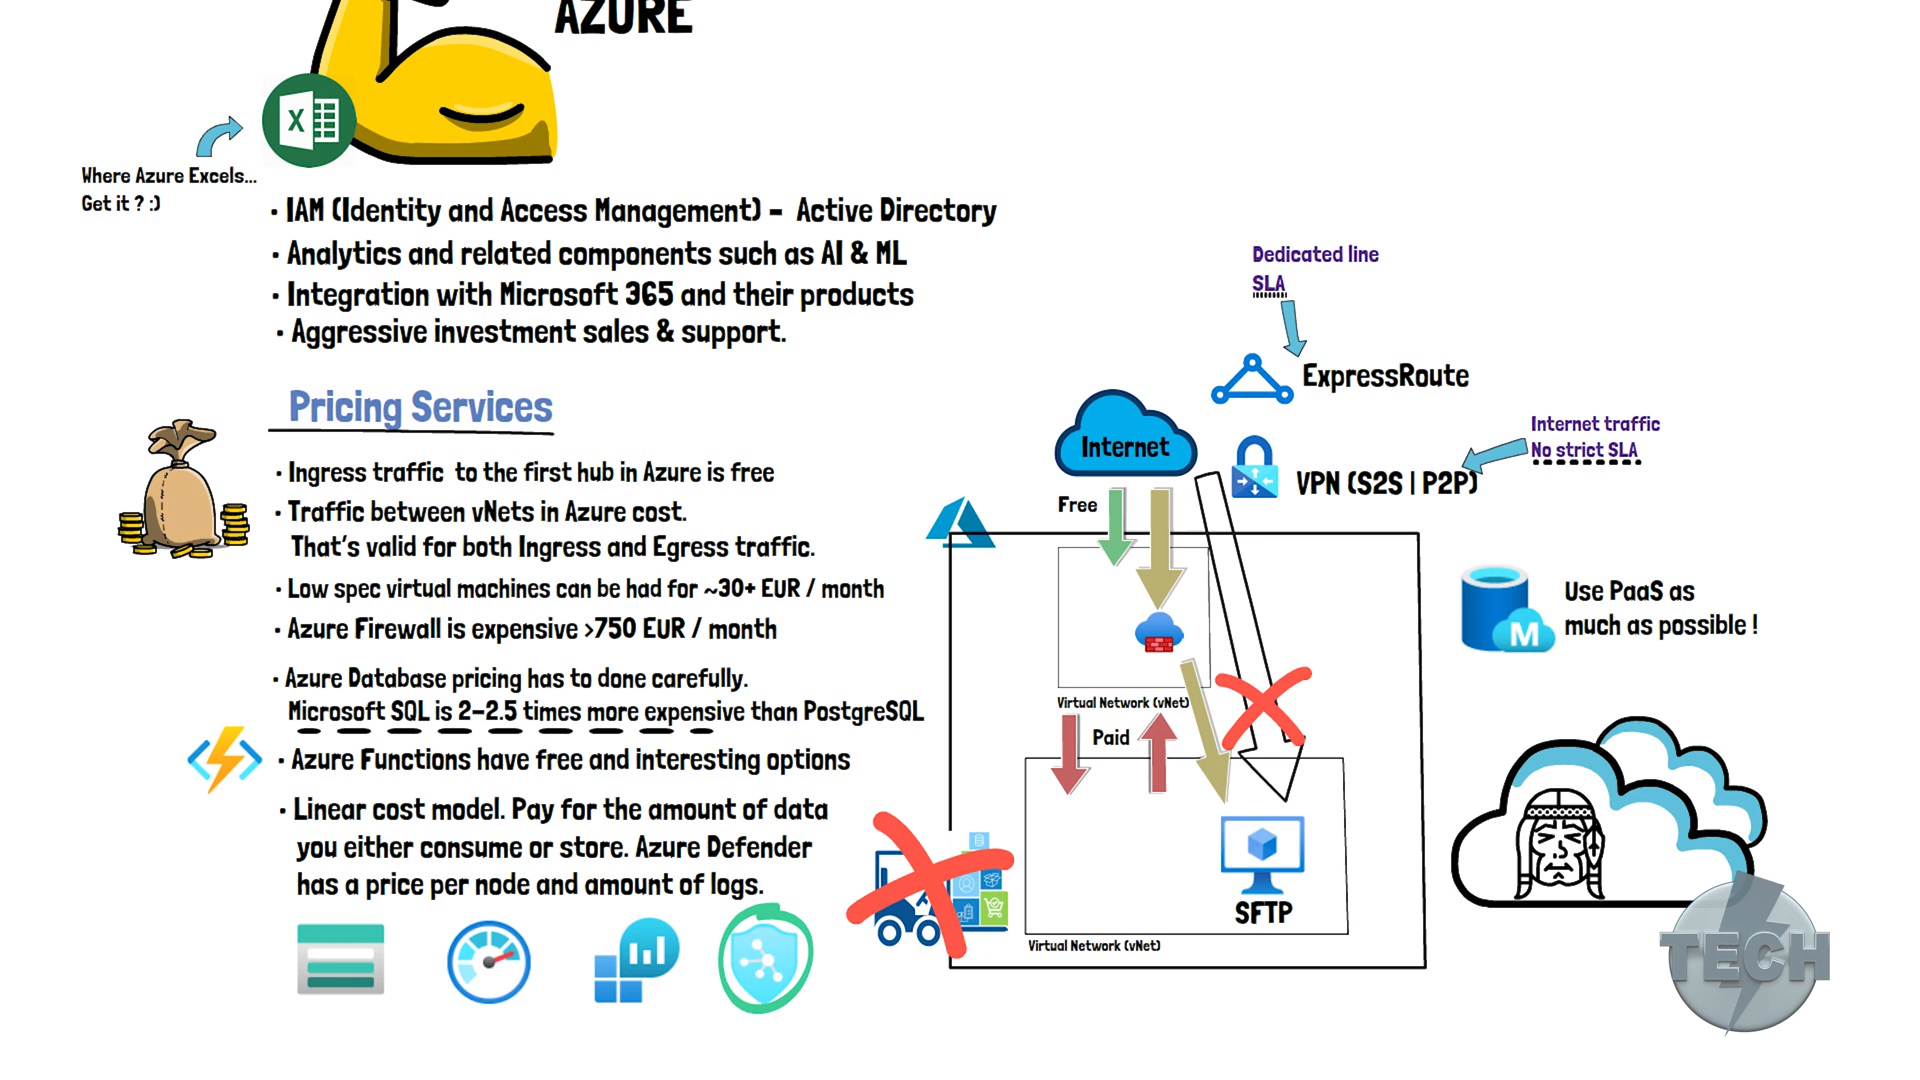 AZURE
X
Where Azure Excels...
Get it ? :)
· IAM (Identity and Access Management) – Active Directory
· Analytics and related components such as AI & ML
· Integration with Microsoft 365 and their products
· Aggressive investment sales & support.
Pricing Services
· Ingress traffic to the first hub in Azure is free
· Traffic between vNets in Azure cost.
That's valid for both Ingress and Egress traffic.
· Low spec virtual machines can be had for ~30+ EUR / month
· Azure Firewall is expensive >750 EUR / month
· Azure Database pricing has to done carefully.
Microsoft SQL is 2-2.5 times more expensive than PostgreSQL
· Azure Functions have free and interesting options
· Linear cost model. Pay for the amount of data
you either consume or store. Azure Defender
has a price per node and amount of logs.
Dedicated line
SLA
ExpressRoute
Internet
Internet traffic
No strict SLA
VPN (S2S | P2P)
Free
Use PaaS as
much as possible !
M
Virtual Network (vNet)
Paid
SFTP
Virtual Network (vNet)
TECH